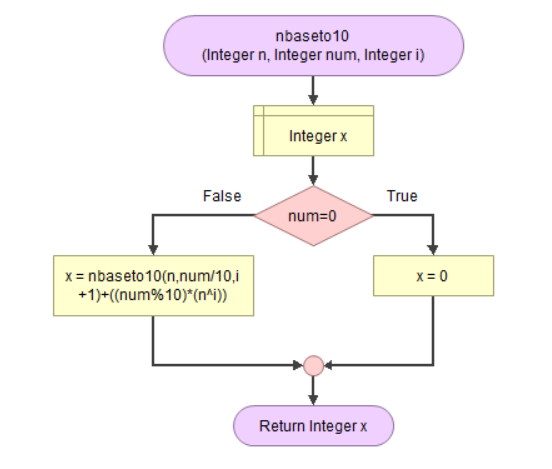 nbaseto10
(Integer n, Integer num, Integer i)
Integer x
False
True
num=0
x = nbaseto10(n,num/10,i
+1)+((num%10)*(n^i))
x = 0
Return Integer x